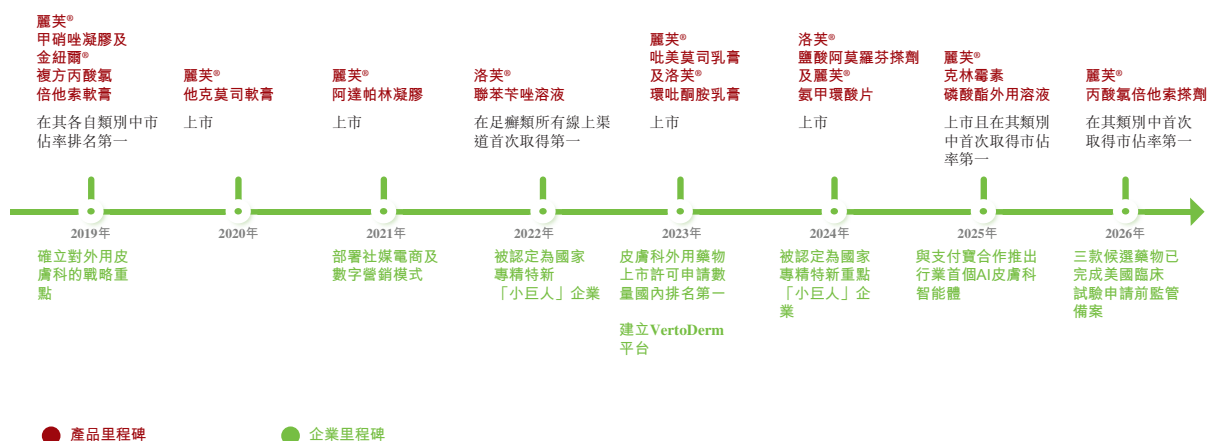 麗芙®
甲硝唑凝膠及
金紐爾®
複方丙酸氯
倍他索軟膏
在其各自類別中市
佔率排名第一
麗芙®
他克莫司軟膏
上市
麗芙®
阿達帕林凝膠
上市
洛芙®
聯苯苄唑溶液
在足癬類所有線上渠
道首次取得第一
麗芙®
吡美莫司乳膏
及洛芙®
環吡酮胺乳膏
上市
洛芙®
鹽酸阿莫羅芬搽劑
及麗芙®
氨甲環酸片
上市
麗芙®
克林霉素
磷酸酯外用溶液
上市且在其類別
中首次取得市佔
率第一
麗芙®
丙酸氯倍他索搽劑
在其類別中首次
取得市佔率第一
2019年
2020年
2021年
2022年
2023年
2024年
2025年
2026年
確立對外用皮
膚科的戰略重
點
部署社媒電商及
數字營銷模式
被認定為國家
專精特新
「小巨人」企業
皮膚科外用藥物
上市許可申請數
量國內排名第一
建立VertoDerm
平台
被認定為國家
專精特新重點
「小巨人」企
業
與支付寶合作推出
行業首個AI皮膚科
智能體
三款候選藥物已
完成美國臨床
試驗申請前監管
備案
產品里程碑
企業里程碑